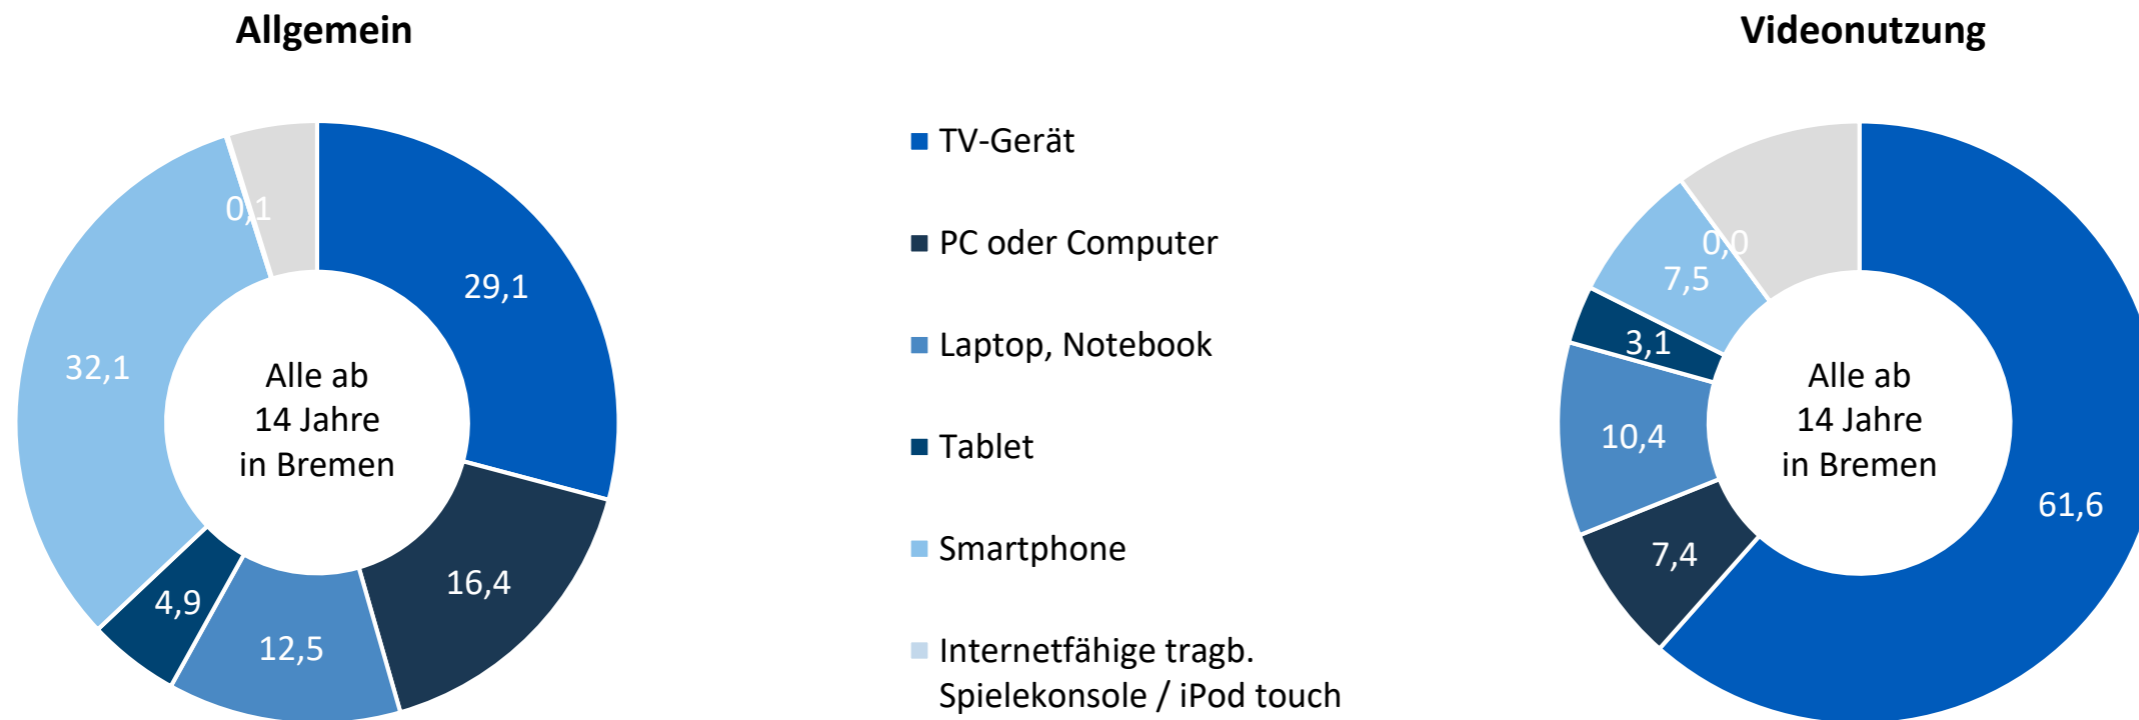 Allgemein
29,1
16,4
12,5
4,9
32,1
0,1
Alle ab
14 Jahre
in Bremen
TV-Gerät
PC oder Computer
Laptop, Notebook
Tablet
Smartphone
Internetfähige tragb.
Spielekonsole / iPod touch
Videonutzung
61,6
7,4
10,4
3,1
7,5
0,0
Alle ab
14 Jahre
in Bremen